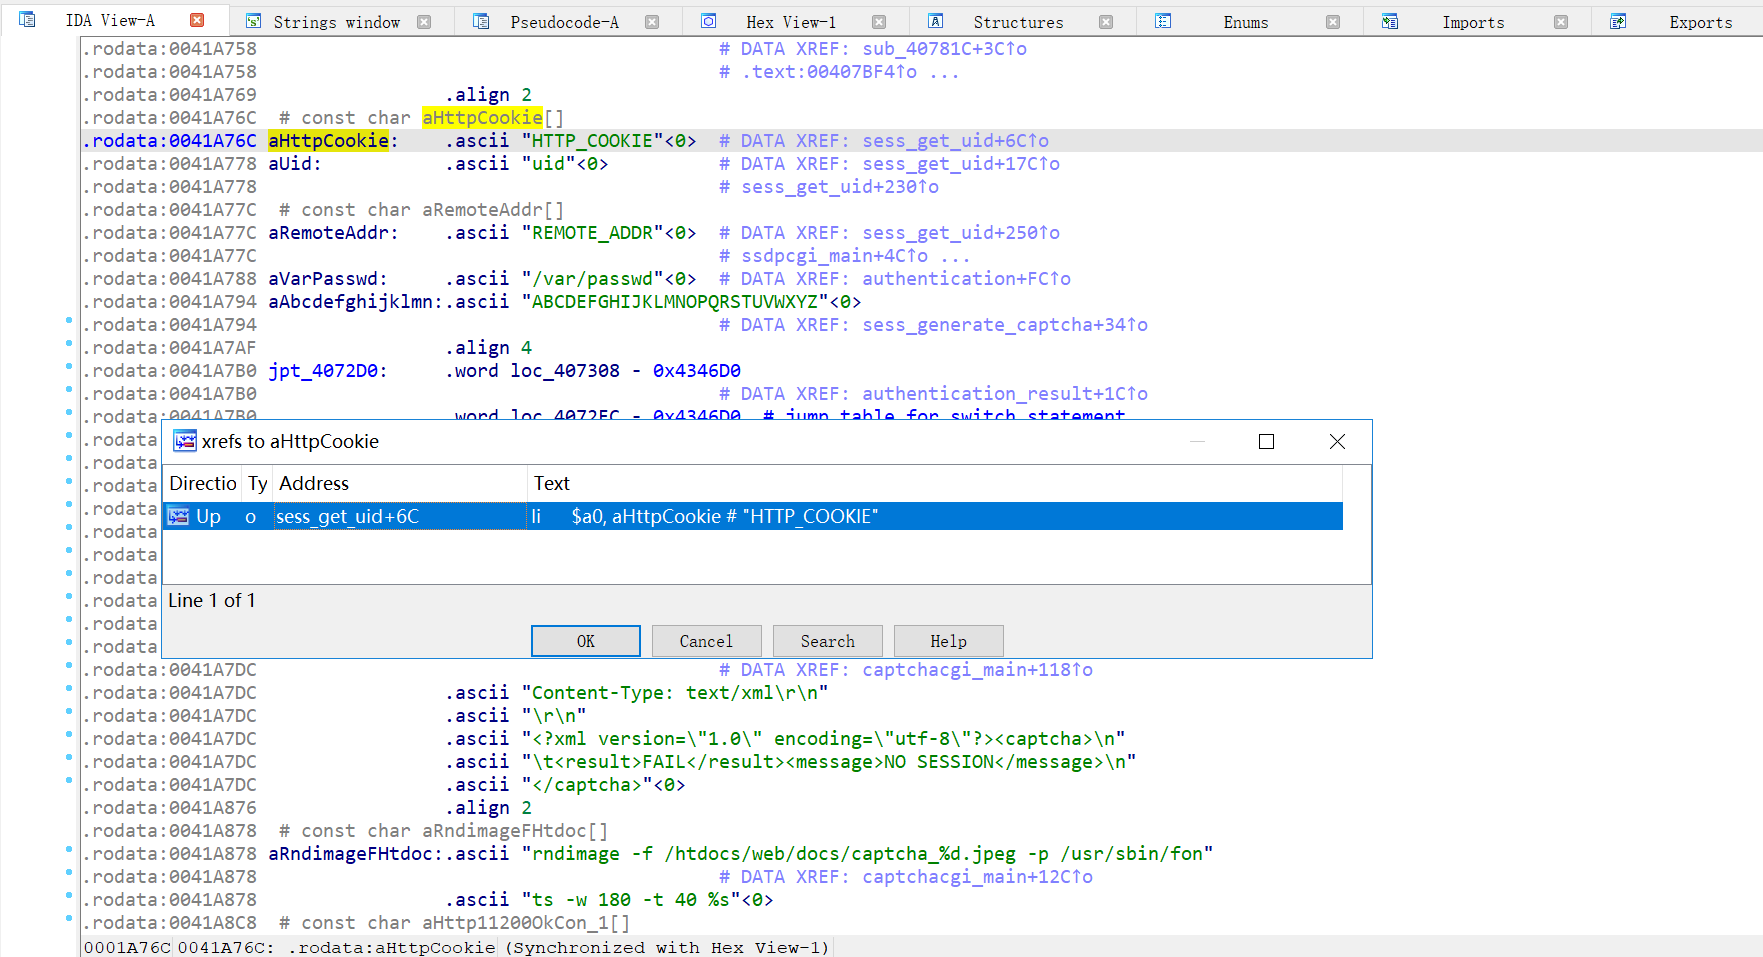 IDA View-A Strings window Pseudocode-A Hex View-1 Structures Enums Imports Exports
.rodata:0041A758 # DATA XREF: sub_40781C+3C↑o
.rodata:0041A758 # .text:00407BF4↑o ...
.rodata:0041A769 .align 2
.rodata:0041A76C # const char aHttpCookie[]
.rodata:0041A76C aHttpCookie: .ascii "HTTP_COOKIE"<0> # DATA XREF: sess_get_uid+6C↑o
.rodata:0041A778 aUid: .ascii "uid"<0> # DATA XREF: sess_get_uid+17C↑o
.rodata:0041A778 # sess_get_uid+230↑o
.rodata:0041A77C # const char aRemoteAddr[]
.rodata:0041A77C aRemoteAddr: .ascii "REMOTE_ADDR"<0> # DATA XREF: sess_get_uid+250↑o
.rodata:0041A77C # ssdpcgi_main+4C↑o ...
.rodata:0041A788 aVarPasswd: .ascii "/var/passwd"<0> # DATA XREF: authentication+FC↑o
.rodata:0041A794 aAbcdefghijklmn:.ascii "ABCDEFGHIJKLMNOPQRSTUVWXYZ"<0>
.rodata:0041A794 # DATA XREF: sess_generate_captcha+34↑o
.rodata:0041A7AF .align 4
.rodata:0041A7B0 jpt_4072D0: .word loc_407308 - 0x4346D0
.rodata:0041A7B0 # DATA XREF: authentication_result+1C↑o
.rodata:0041A7B0 .word loc_4072EC - 0x4346D0 # jump table for switch statement
.rodata
xrefs to aHttpCookie
.rodata
.rodata
Directio Ty Address Text
.rodata
Up o sess_get_uid+6C li $a0, aHttpCookie # "HTTP_COOKIE"
.rodata
.rodata
.rodata
.rodata
Line 1 of 1
.rodata
.rodata
OK Cancel Search Help
.rodata
.rodata:0041A7DC # DATA XREF: captchacgi_main+118↑o
.rodata:0041A7DC .ascii "Content-Type: text/xml\r\n"
.rodata:0041A7DC .ascii "\r\n"
.rodata:0041A7DC .ascii "<?xml version=\"1.0\" encoding=\"utf-8\"?><captcha>\n"
.rodata:0041A7DC .ascii "\t<result>FAIL</result><message>NO SESSION</message>\n"
.rodata:0041A7DC .ascii "</captcha>"<0>
.rodata:0041A876 .align 2
.rodata:0041A878 # const char aRndimageFHtdoc[]
.rodata:0041A878 aRndimageFHtdoc:.ascii "rndimage -f /htdocs/web/docs/captcha_%d.jpeg -p /usr/sbin/fon"
.rodata:0041A878 # DATA XREF: captchacgi_main+12C↑o
.rodata:0041A878 .ascii "ts -w 180 -t 40 %s"<0>
.rodata:0041A8C8 # const char aHttp11200OkCon_1[]
0001A76C 0041A76C: .rodata:aHttpCookie (Synchronized with Hex View-1)